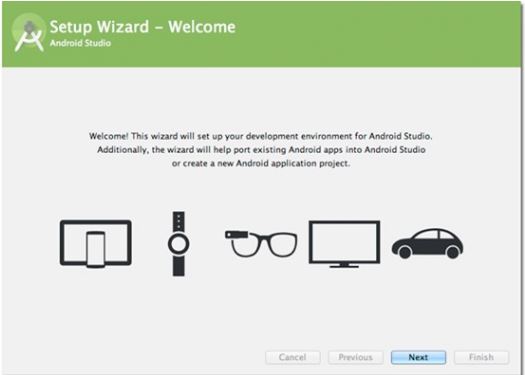 Setup Wizard – Welcome
Android Studio
Welcome! This wizard will set up your development environment for Android Studio.
Additionally, the wizard will help port existing Android apps into Android Studio
or create a new Android application project.
Cancel Previous Next Finish